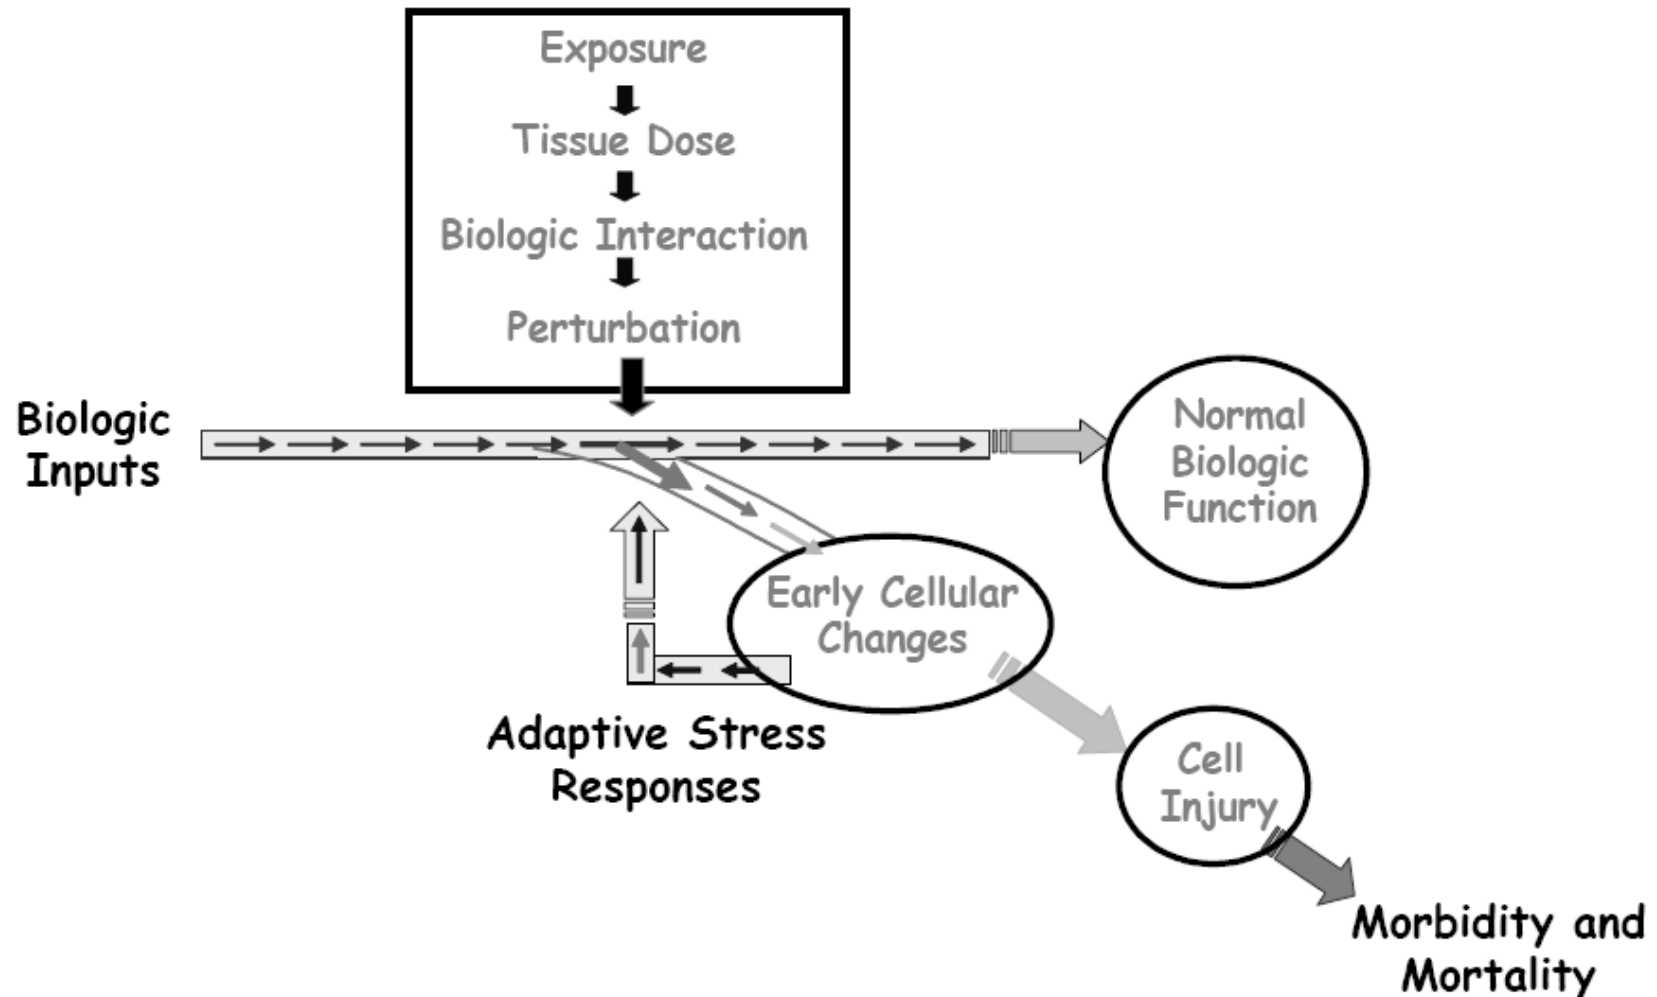 Exposure
Tissue Dose
Biologic Interaction
Perturbation
Biologic
Inputs
Normal
Biologic
Function
Early Cellular
Changes
Adaptive Stress
Responses
Cell
Injury
Morbidity and
Mortality